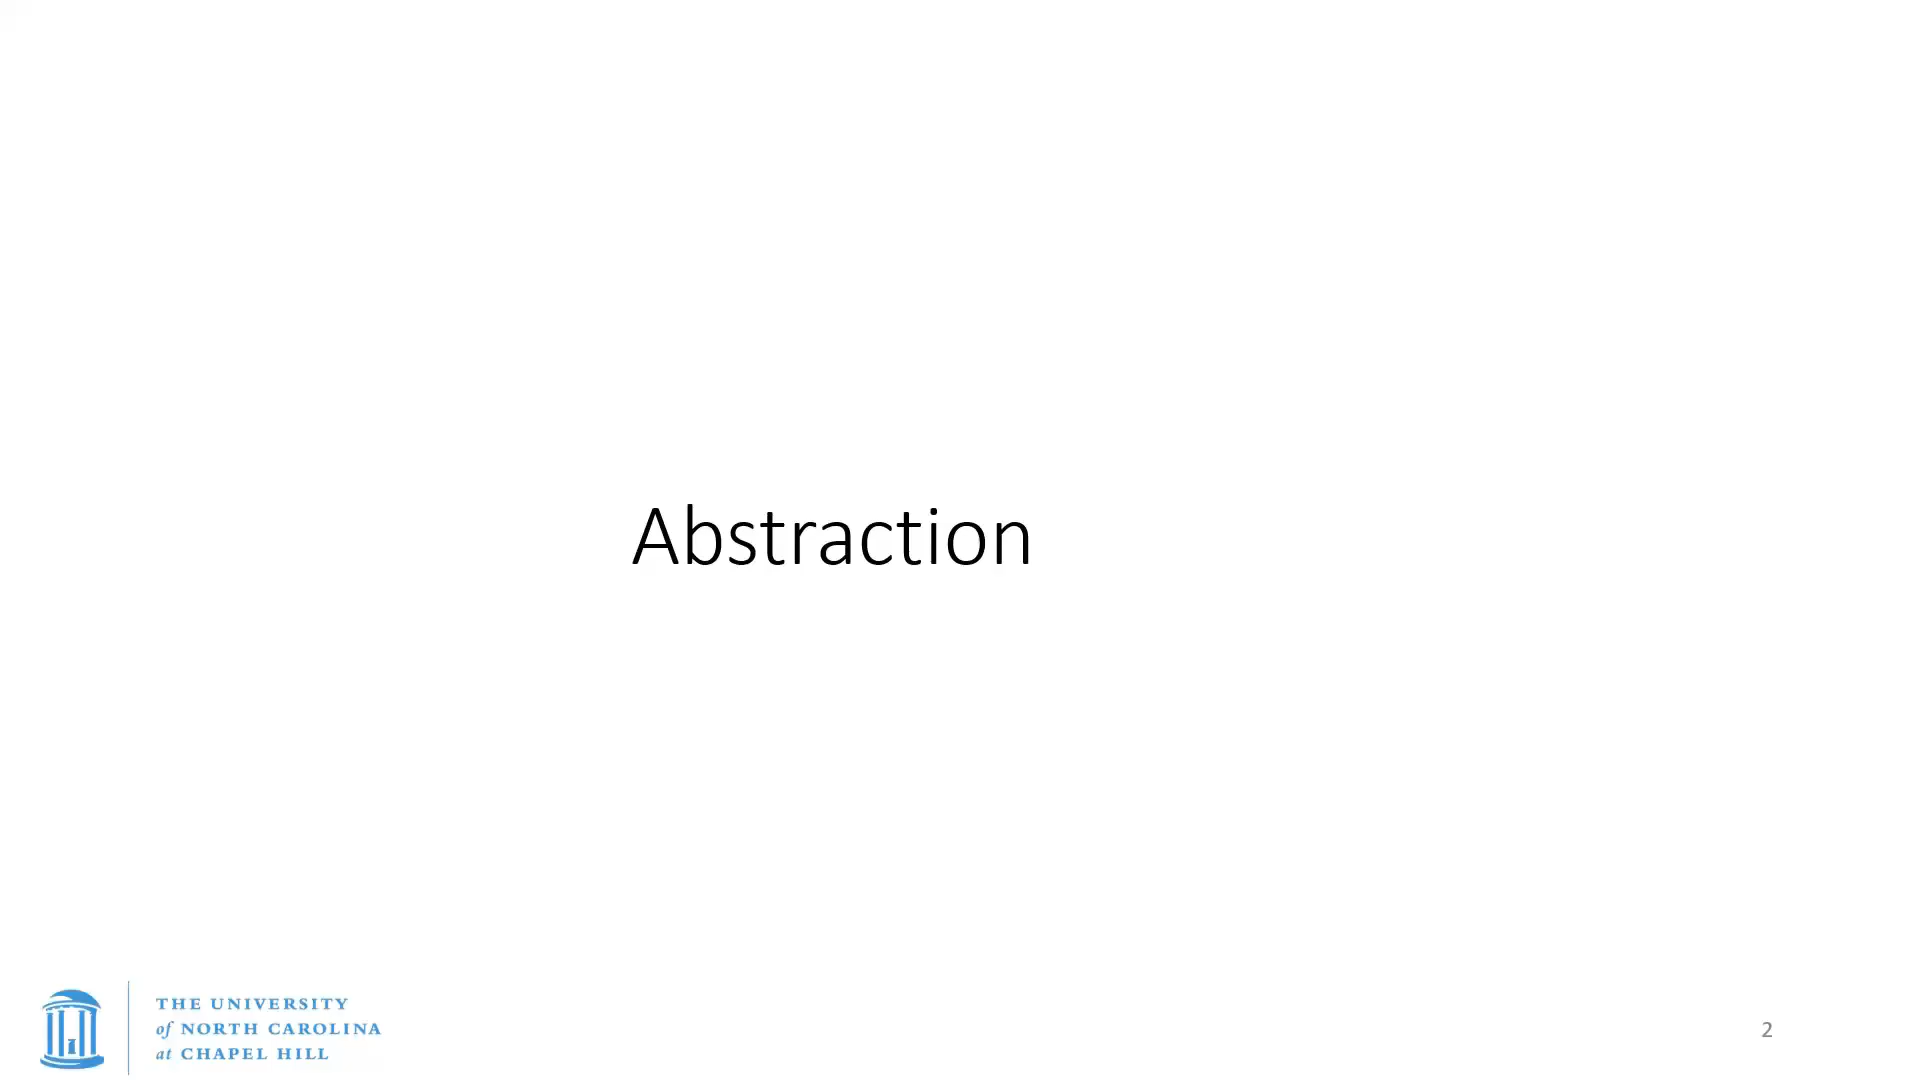 Abstraction
THE UNIVERSITY
of NORTH CAROLINA
at CHAPEL HILL
2